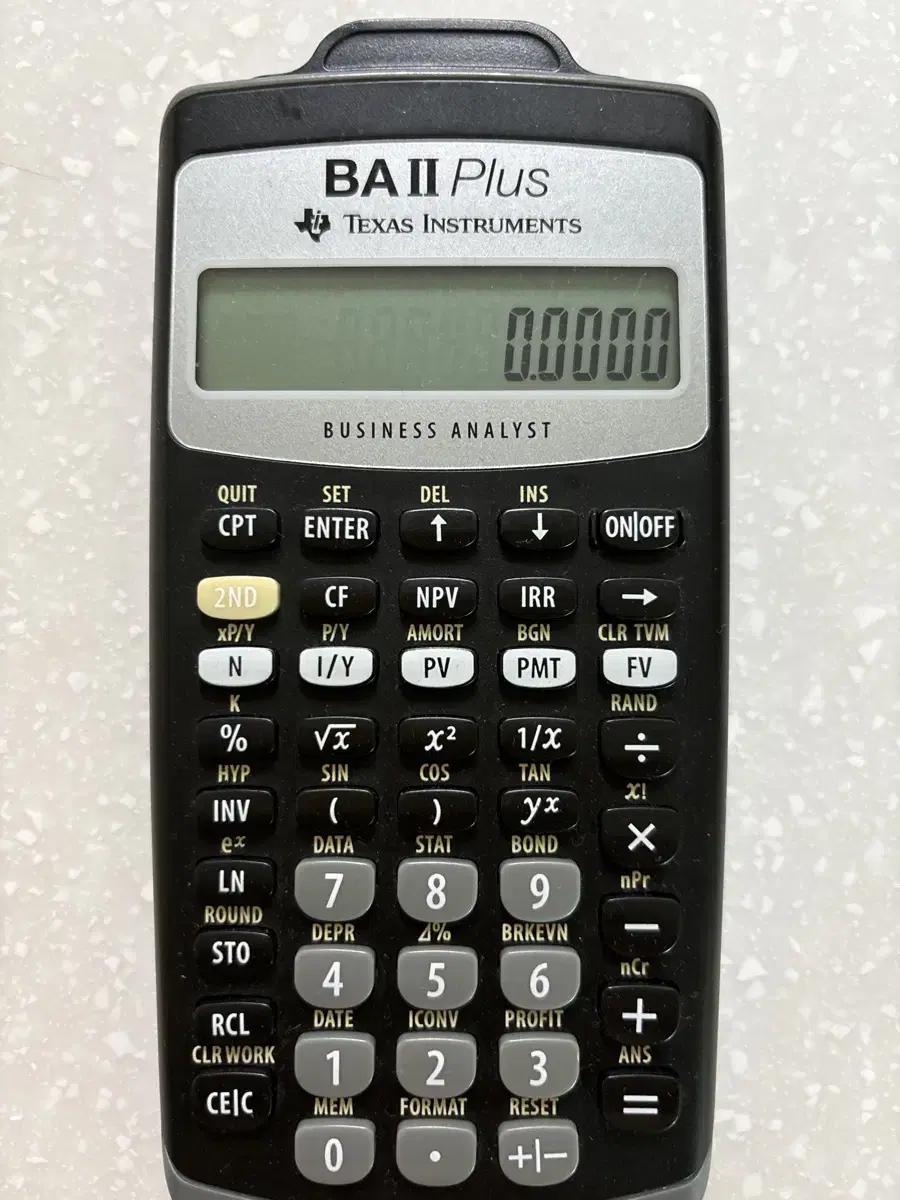 BA II Plus
TEXAS INSTRUMENTS
0.0000
BUSINESS ANALYST
QUIT SET DEL INS
CPT ENTER ↑ ↓ ON|OFF
2ND CF NPV IRR →
xP/Y P/Y AMORT BGN CLR TVM
N I/Y PV PMT FV
K RAND
% √x x² 1/x ÷
HYP SIN COS TAN x!
INV ( ) yˣ ×
eˣ DATA STAT BOND nPr
LN 7 8 9 −
ROUND DEPR Δ% BRKEVN nCr
STO 4 5 6 +
DATE ICONV PROFIT
RCL 1 2 3 =
CLR WORK ANS
MEM FORMAT RESET
CE|C 0 . +|−